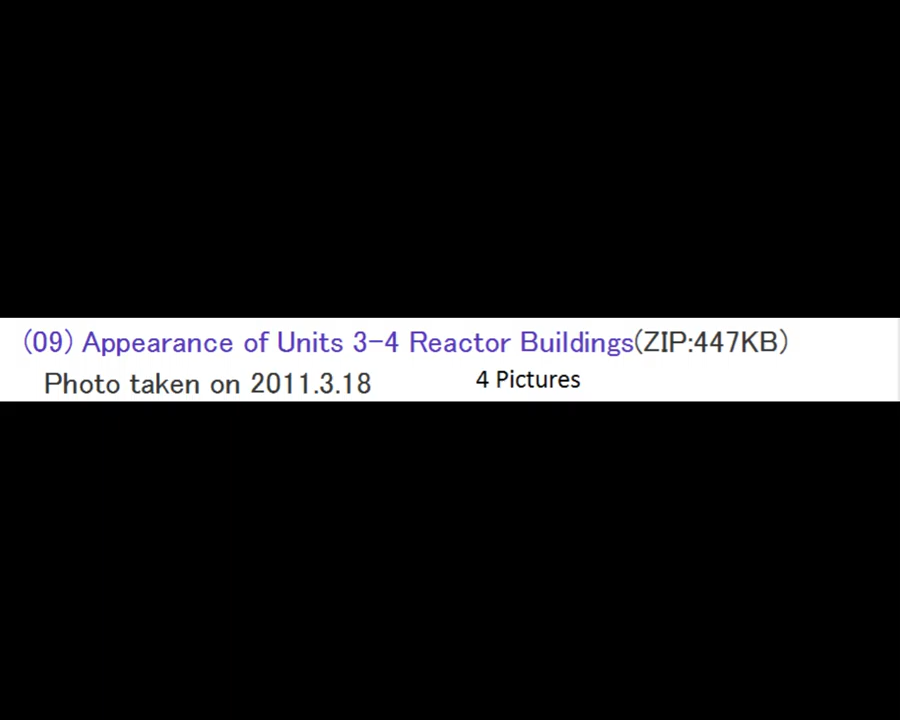 (09) Appearance of Units 3-4 Reactor Buildings(ZIP:447KB)
Photo taken on 2011.3.18 4 Pictures